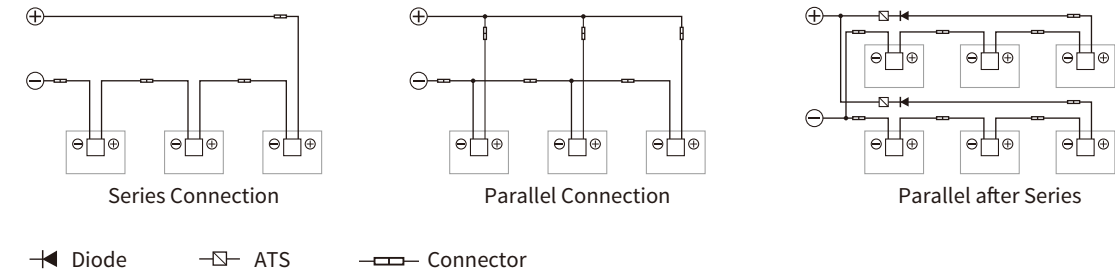 Series Connection
Parallel Connection
Parallel after Series
Diode
ATS
Connector